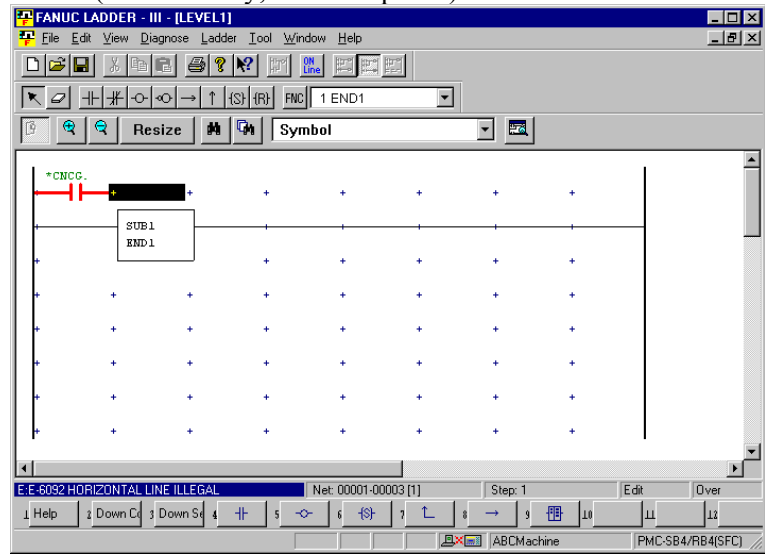 FANUC LADDER - III - [LEVEL1]
File Edit View Diagnose Ladder Tool Window Help
ON Line
{S} {R} FNC 1 END1
Resize Symbol
*CNCG.
SUB1
END1
E:E-6092 HORIZONTAL LINE ILLEGAL Net: 00001-00003 [1] Step: 1 Edit Over
1 Help 2 Down Co 3 Down Se 4 5 6 {S} 7 8 9 10 11 12
ABCMachine PMC-SB4/RB4(SFC)